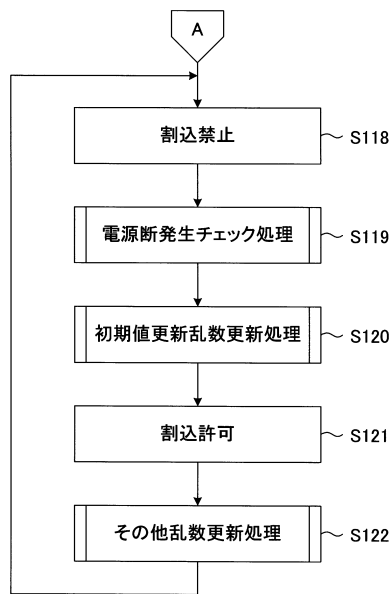 A
割込禁止
S118
電源断発生チェック処理
S119
初期値更新乱数更新処理
S120
割込許可
S121
その他乱数更新処理
S122